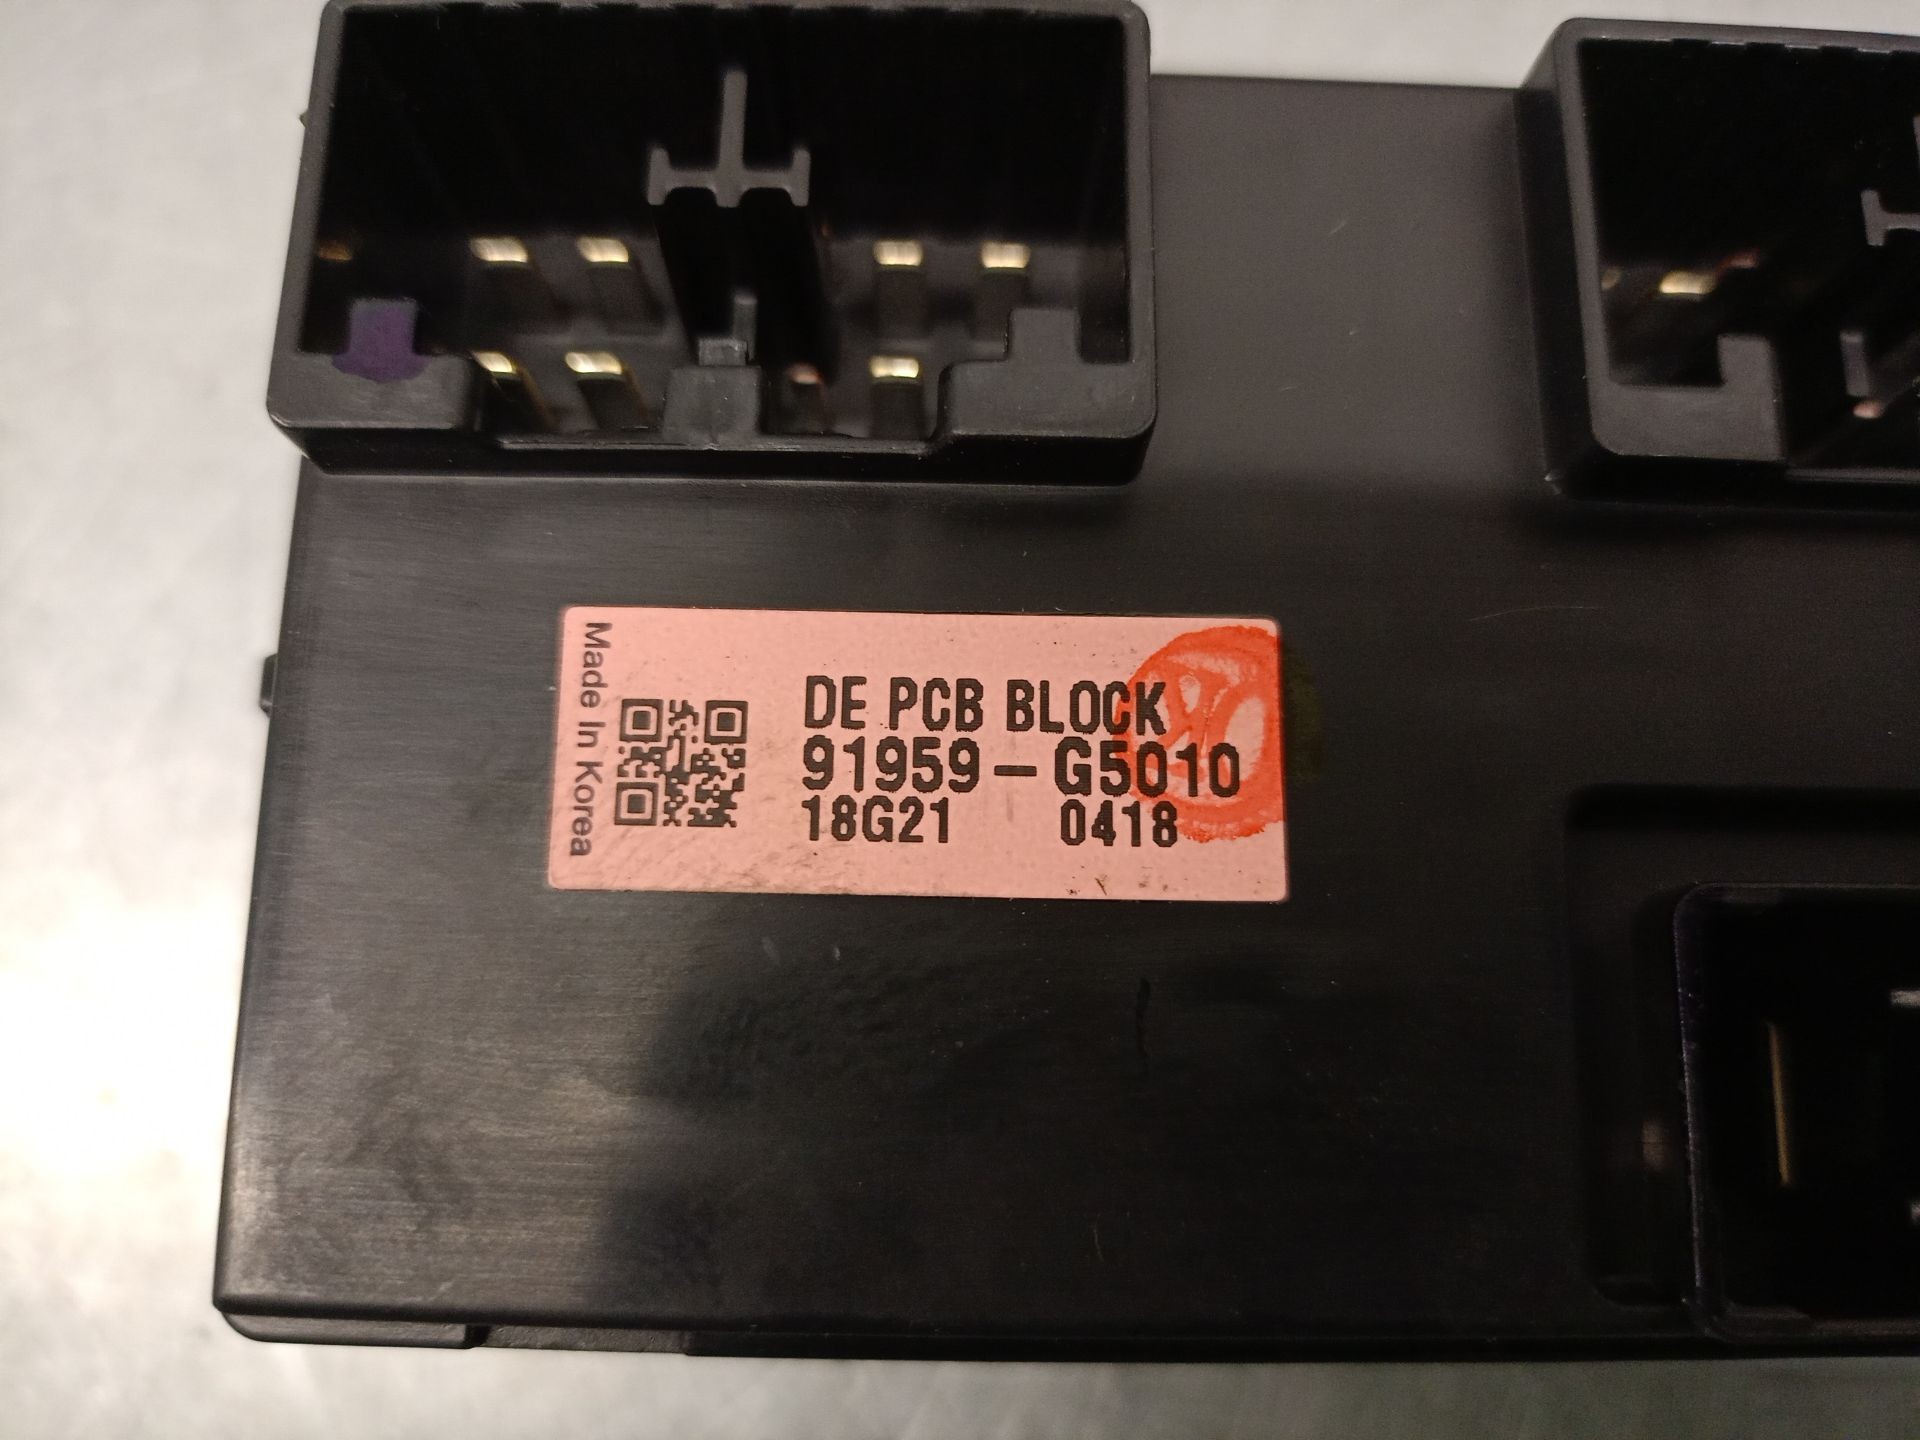 Made In Korea
DE PCB BLOCK
91959-G5010
18G21 0418